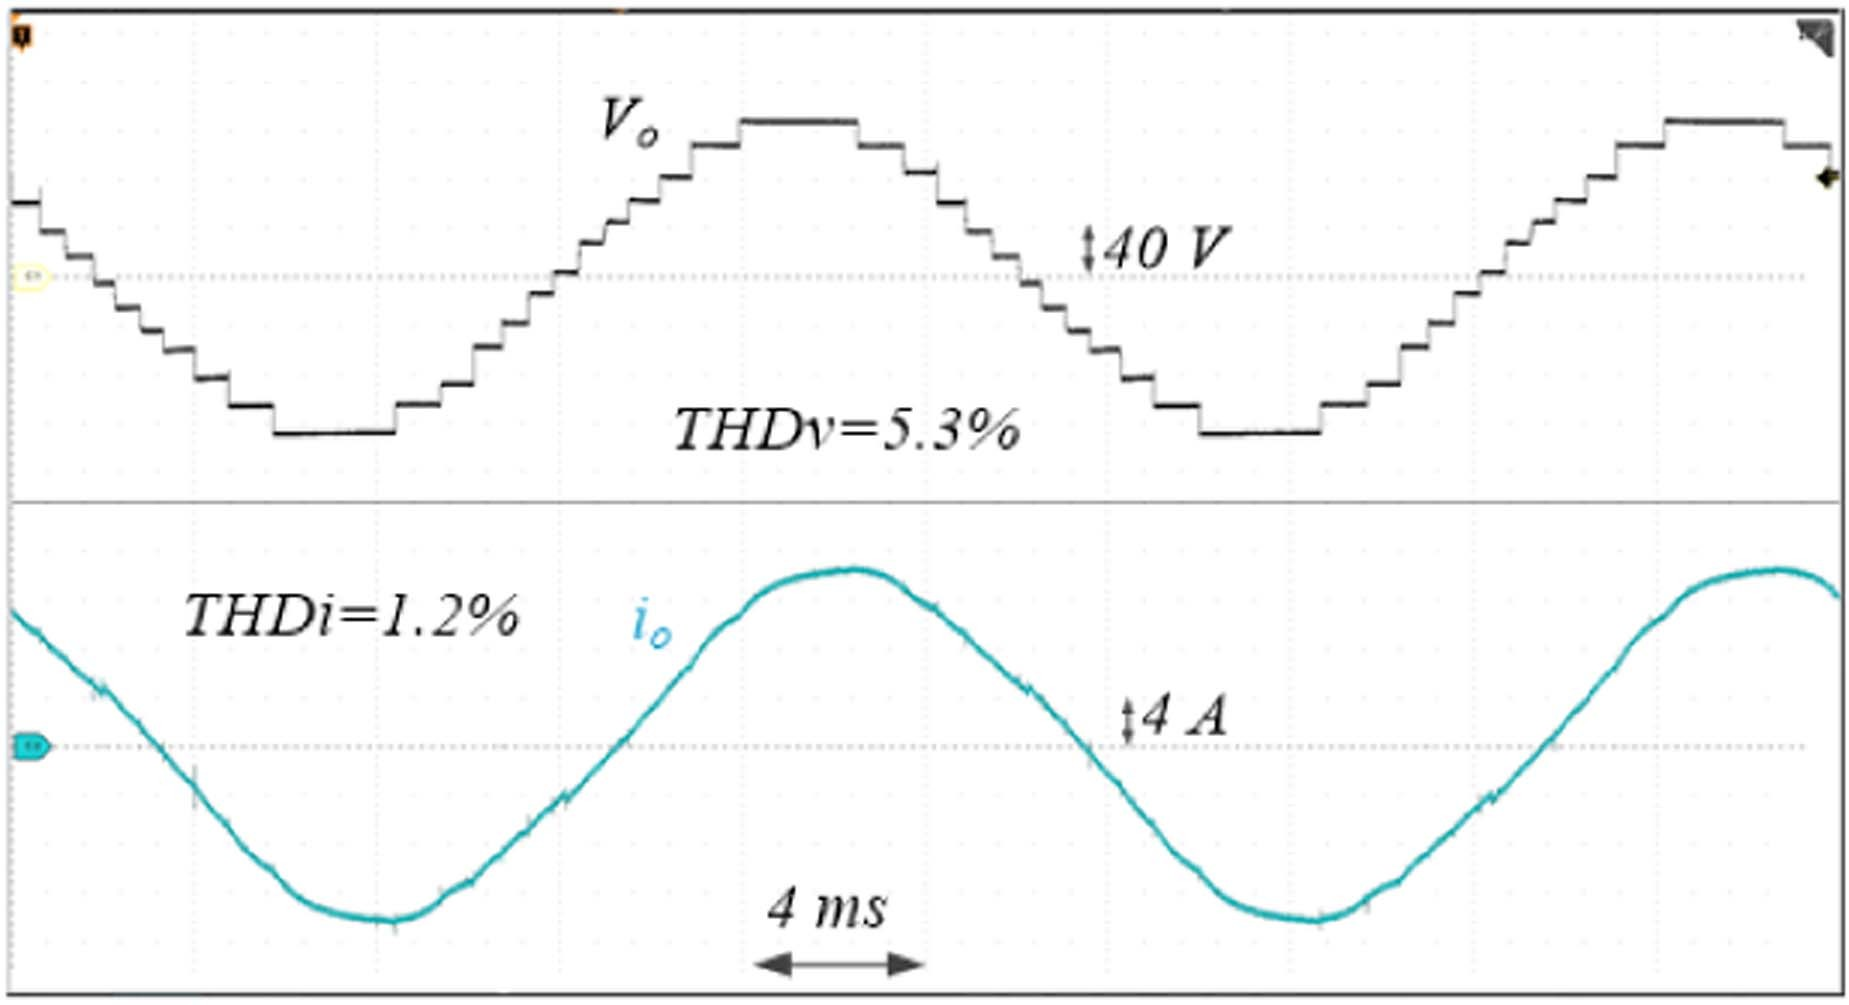 Vo
40 V
THDv=5.3%
THDi=1.2%
io
4 A
4 ms